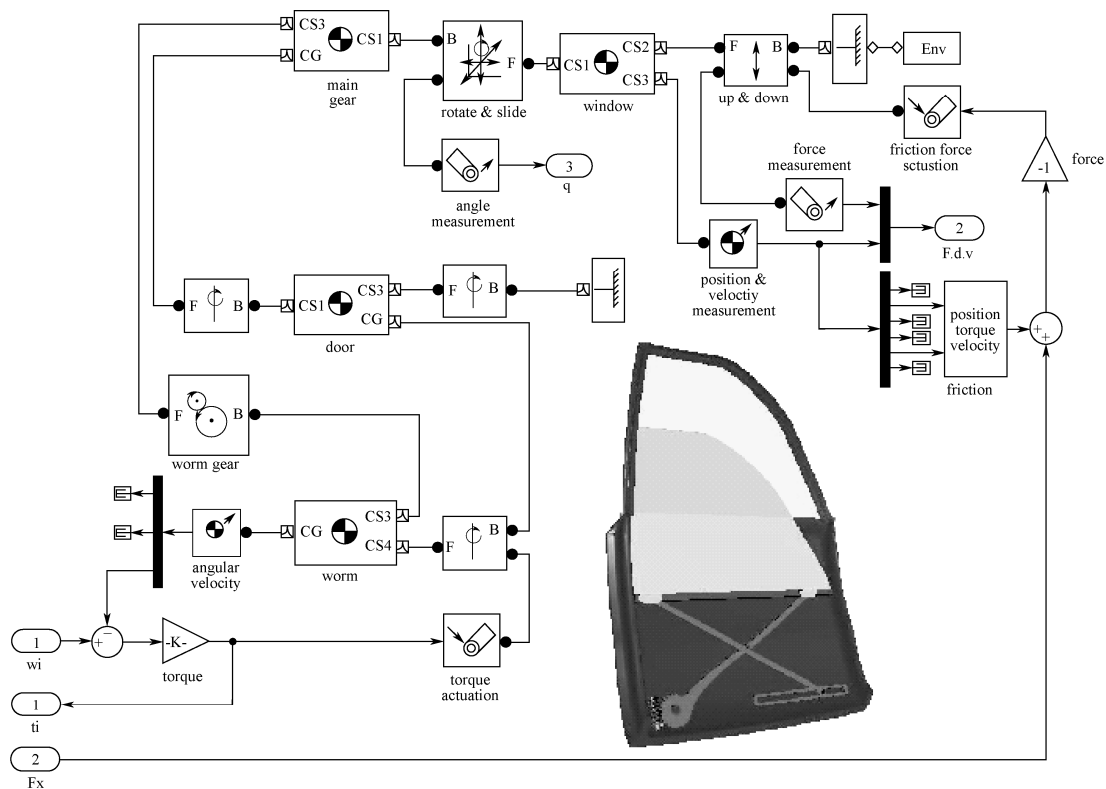 CS3
CG
CS1
main
gear
B
F
rotate & slide
CS1
CS2
CS3
window
F
B
up & down
Env
friction force
sctustion
-1
force
force
measurement
3
q
angle
measurement
2
F.d.v
position &
veloctiy
measurement
F
B
CS1
CS3
CG
door
F
B
position
torque
velocity
friction
+
+
F
B
worm gear
CG
CS3
CS4
worm
B
F
angular
velocity
1
wi
+
−
-K-
torque
torque
actuation
1
ti
2
Fx